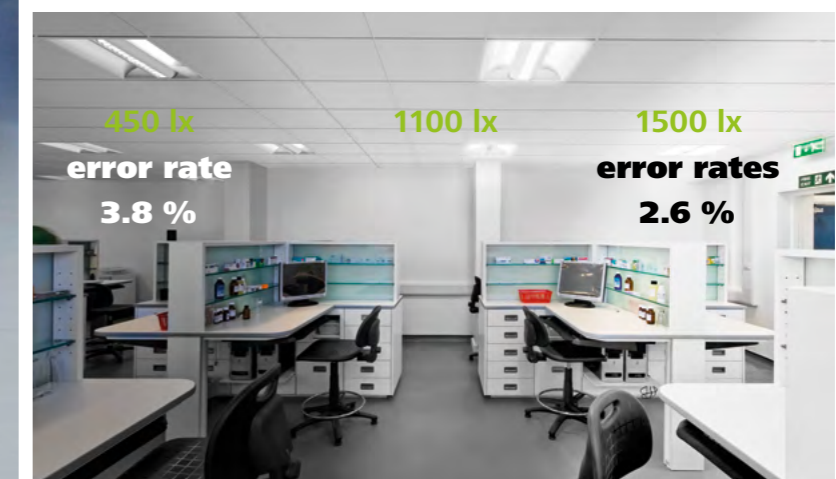 450 lx
1100 lx
1500 lx
error rate
3.8 %
error rates
2.6 %